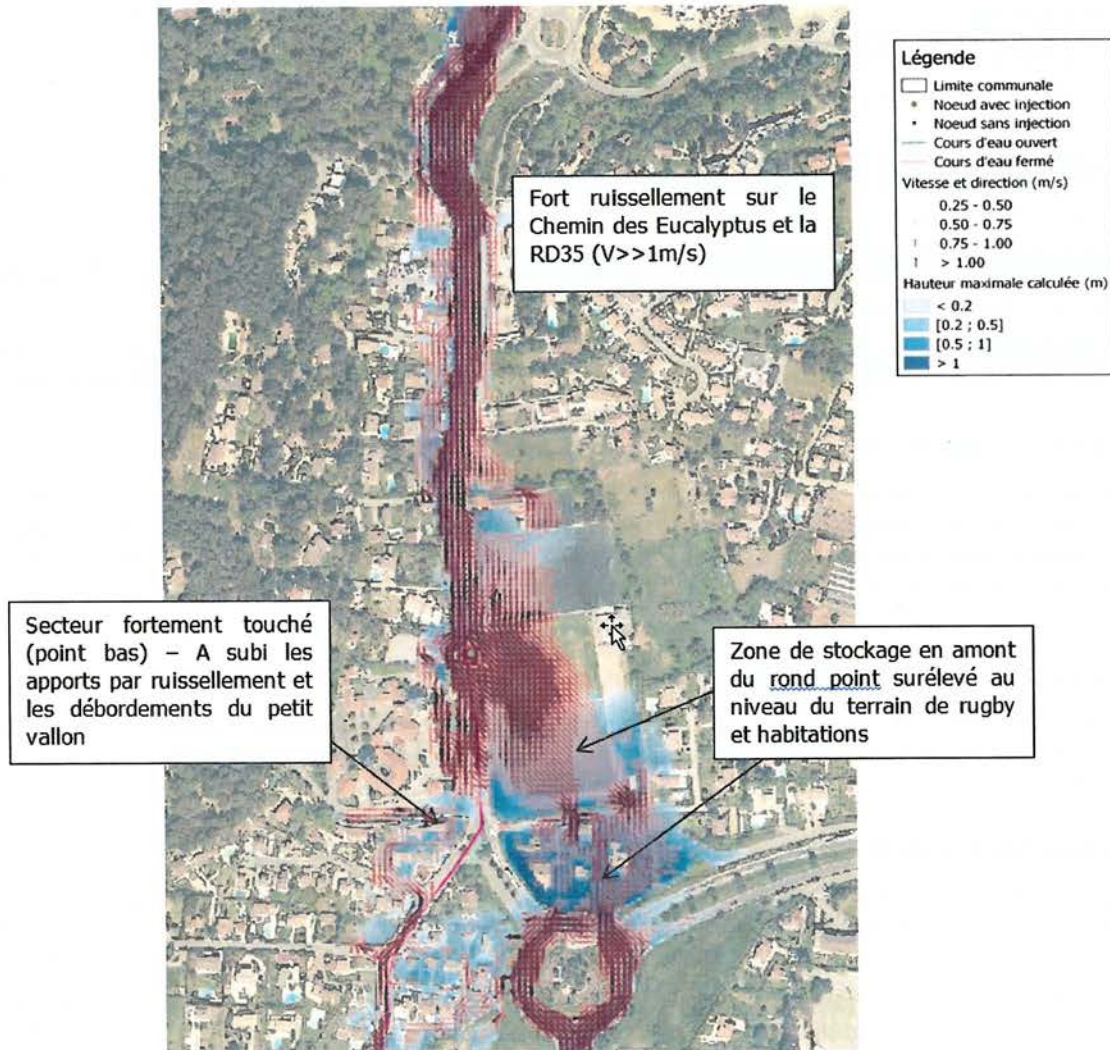 Légende
Limite communale
Noeud avec injection
Noeud sans injection
Cours d'eau ouvert
Cours d'eau fermé
Vitesse et direction (m/s)
0.25 - 0.50
0.50 - 0.75
0.75 - 1.00
> 1.00
Hauteur maximale calculée (m)
< 0.2
[0.2 ; 0.5]
[0.5 ; 1]
> 1
Fort ruissellement sur le
Chemin des Eucalyptus et la
RD35 (V>>1m/s)
Secteur fortement touché
(point bas) – A subi les
apports par ruissellement et
les débordements du petit
vallon
Zone de stockage en amont
du rond point surélevé au
niveau du terrain de rugby
et habitations